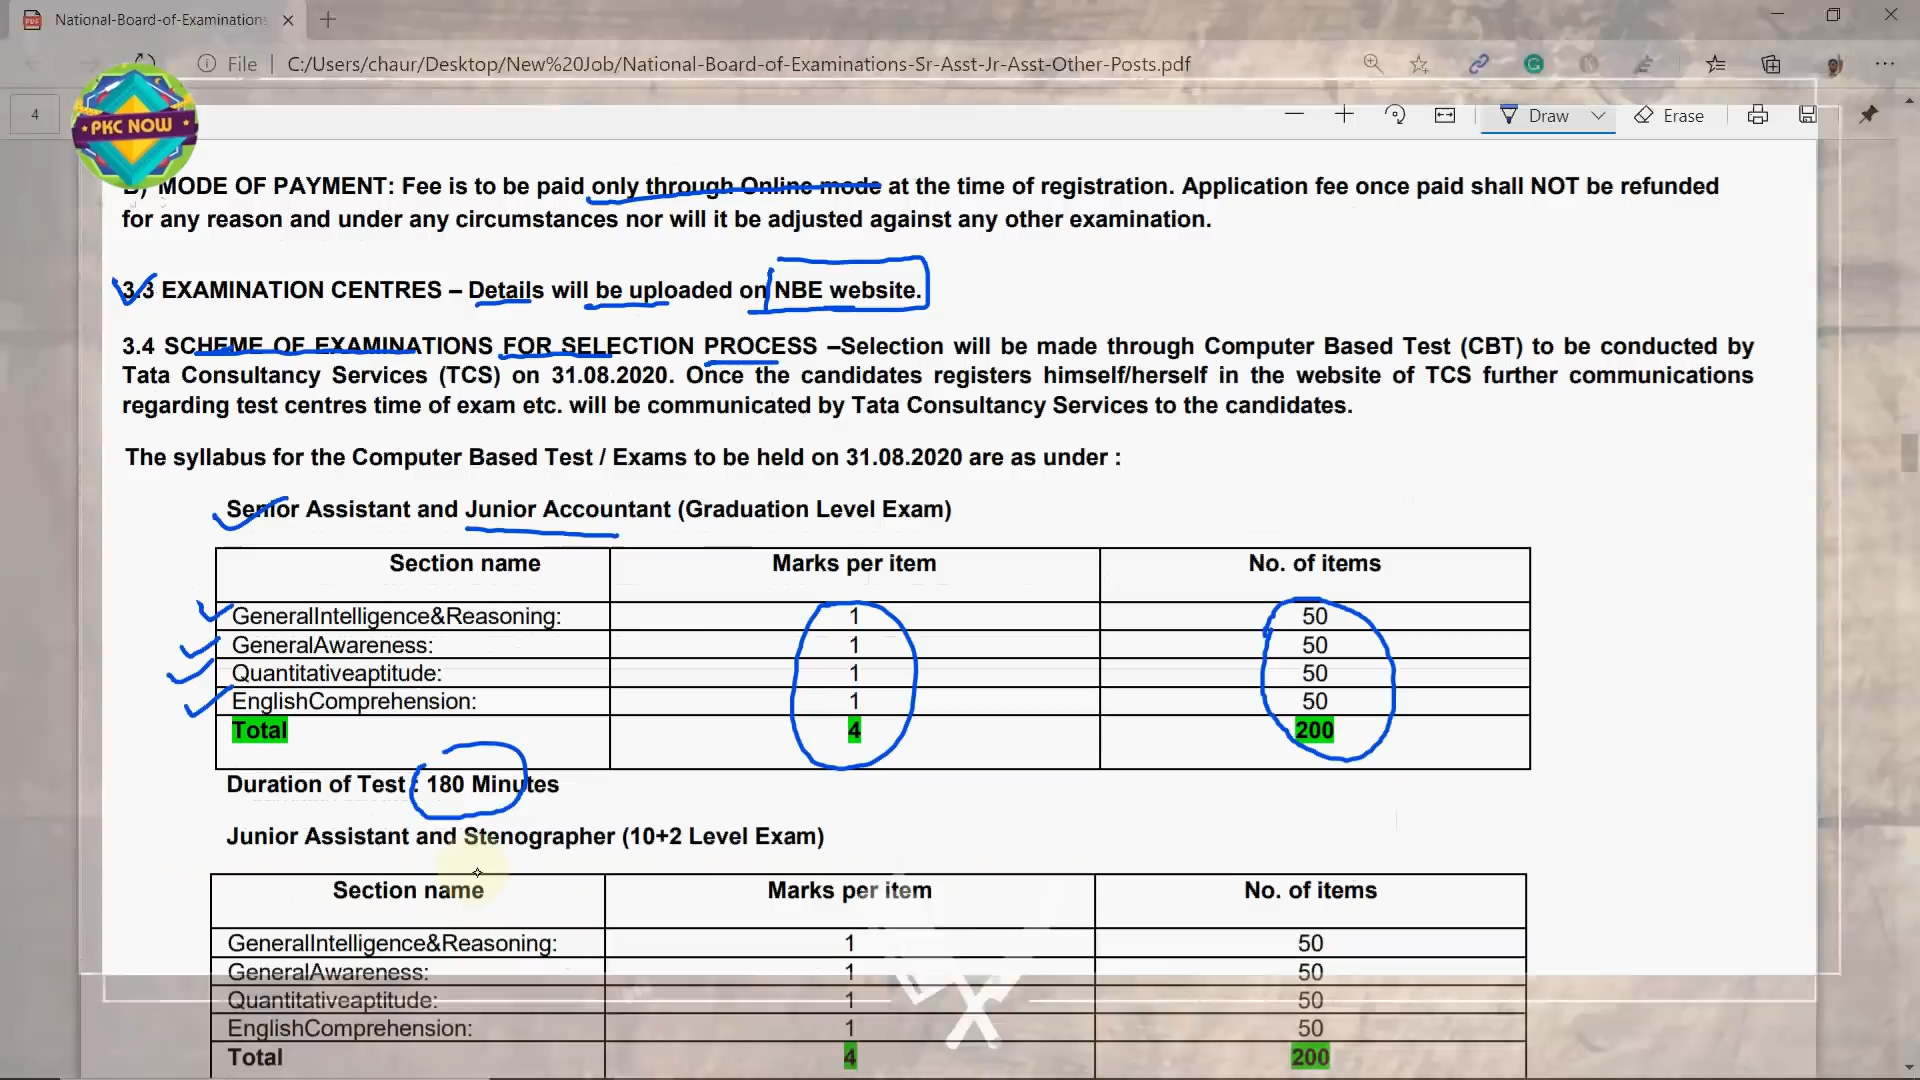 National-Board-of-Examinations
File
C:/Users/chaur/Desktop/New%20Job/National-Board-of-Examinations-Sr-Asst-Jr-Asst-Other-Posts.pdf
4
Draw
Erase
PKC NOW
MODE OF PAYMENT: Fee is to be paid only through Online mode at the time of registration. Application fee once paid shall NOT be refunded
for any reason and under any circumstances nor will it be adjusted against any other examination.
3.3 EXAMINATION CENTRES – Details will be uploaded on NBE website.
3.4 SCHEME OF EXAMINATIONS FOR SELECTION PROCESS –Selection will be made through Computer Based Test (CBT) to be conducted by
Tata Consultancy Services (TCS) on 31.08.2020. Once the candidates registers himself/herself in the website of TCS further communications
regarding test centres time of exam etc. will be communicated by Tata Consultancy Services to the candidates.
The syllabus for the Computer Based Test / Exams to be held on 31.08.2020 are as under :
Senior Assistant and Junior Accountant (Graduation Level Exam)
Section name Marks per item No. of items
GeneralIntelligence&Reasoning: 1 50
GeneralAwareness: 1 50
Quantitativeaptitude: 1 50
EnglishComprehension: 1 50
Total 4 200
Duration of Test : 180 Minutes
Junior Assistant and Stenographer (10+2 Level Exam)
Section name Marks per item No. of items
GeneralIntelligence&Reasoning: 1 50
GeneralAwareness: 1 50
Quantitativeaptitude: 1 50
EnglishComprehension: 1 50
Total 4 200